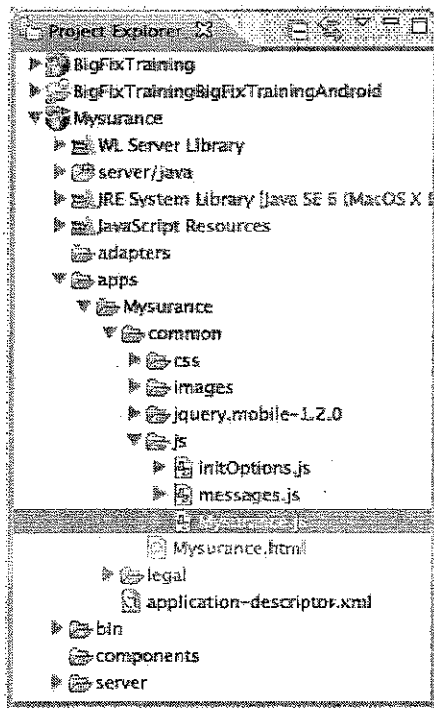 Project Explorer
BigFixTraining
BigFixTrainingBigFixTrainingAndroid
Mysurance
WL Server Library
server/java
JRE System Library [Java SE 6 (MacOS X
JavaScript Resources
adapters
apps
Mysurance
common
css
images
jquery.mobile-1.2.0
js
initOptions.js
messages.js
Mysurance.js
Mysurance.html
legal
application-descriptor.xml
bin
components
server